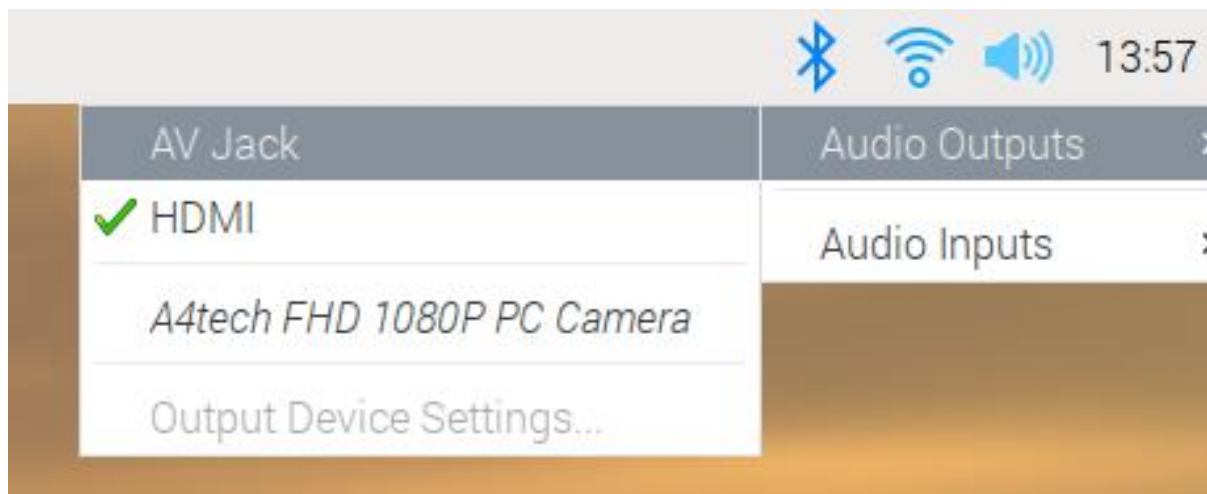 13:57
AV Jack
Audio Outputs
HDMI
Audio Inputs
A4tech FHD 1080P PC Camera
Output Device Settings...